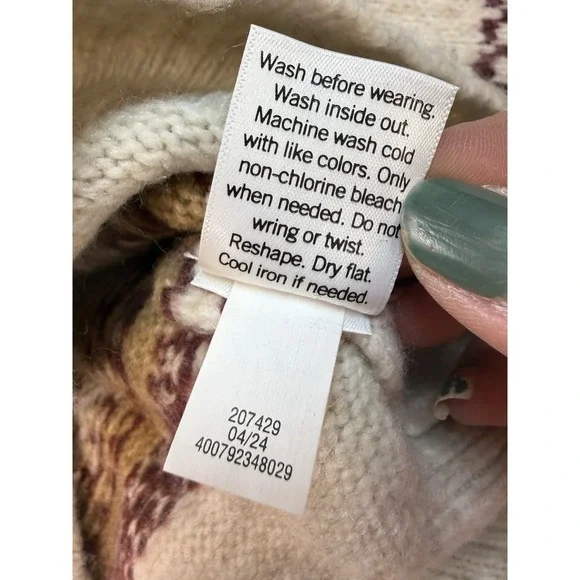 Wash before wearing.
Wash inside out.
Machine wash cold
with like colors. Only
non-chlorine bleach
when needed. Do not
wring or twist.
Reshape. Dry flat.
Cool iron if needed.
207429
04/24
400792348029